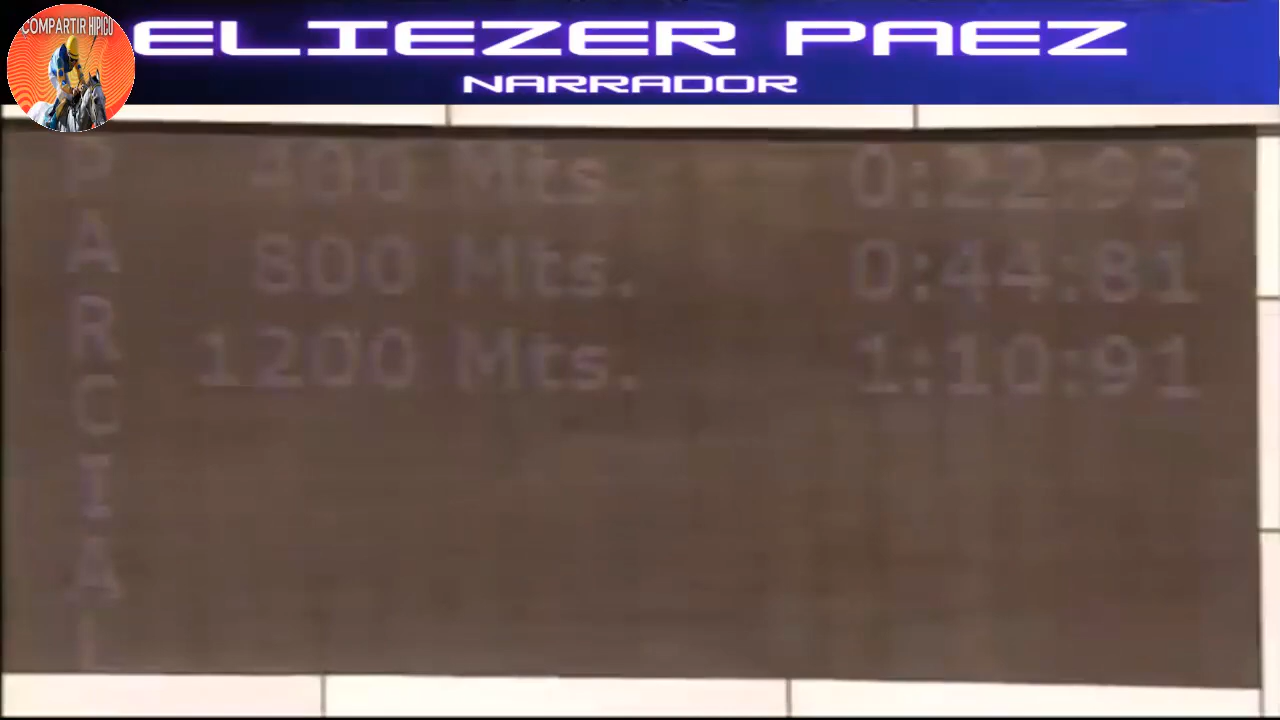 COMPARTIR HIPICO
ELIEZER PAEZ
NARRADOR
PARCIAL
400 Mts. 0:22:93
800 Mts. 0:44:81
1200 Mts. 1:10:91